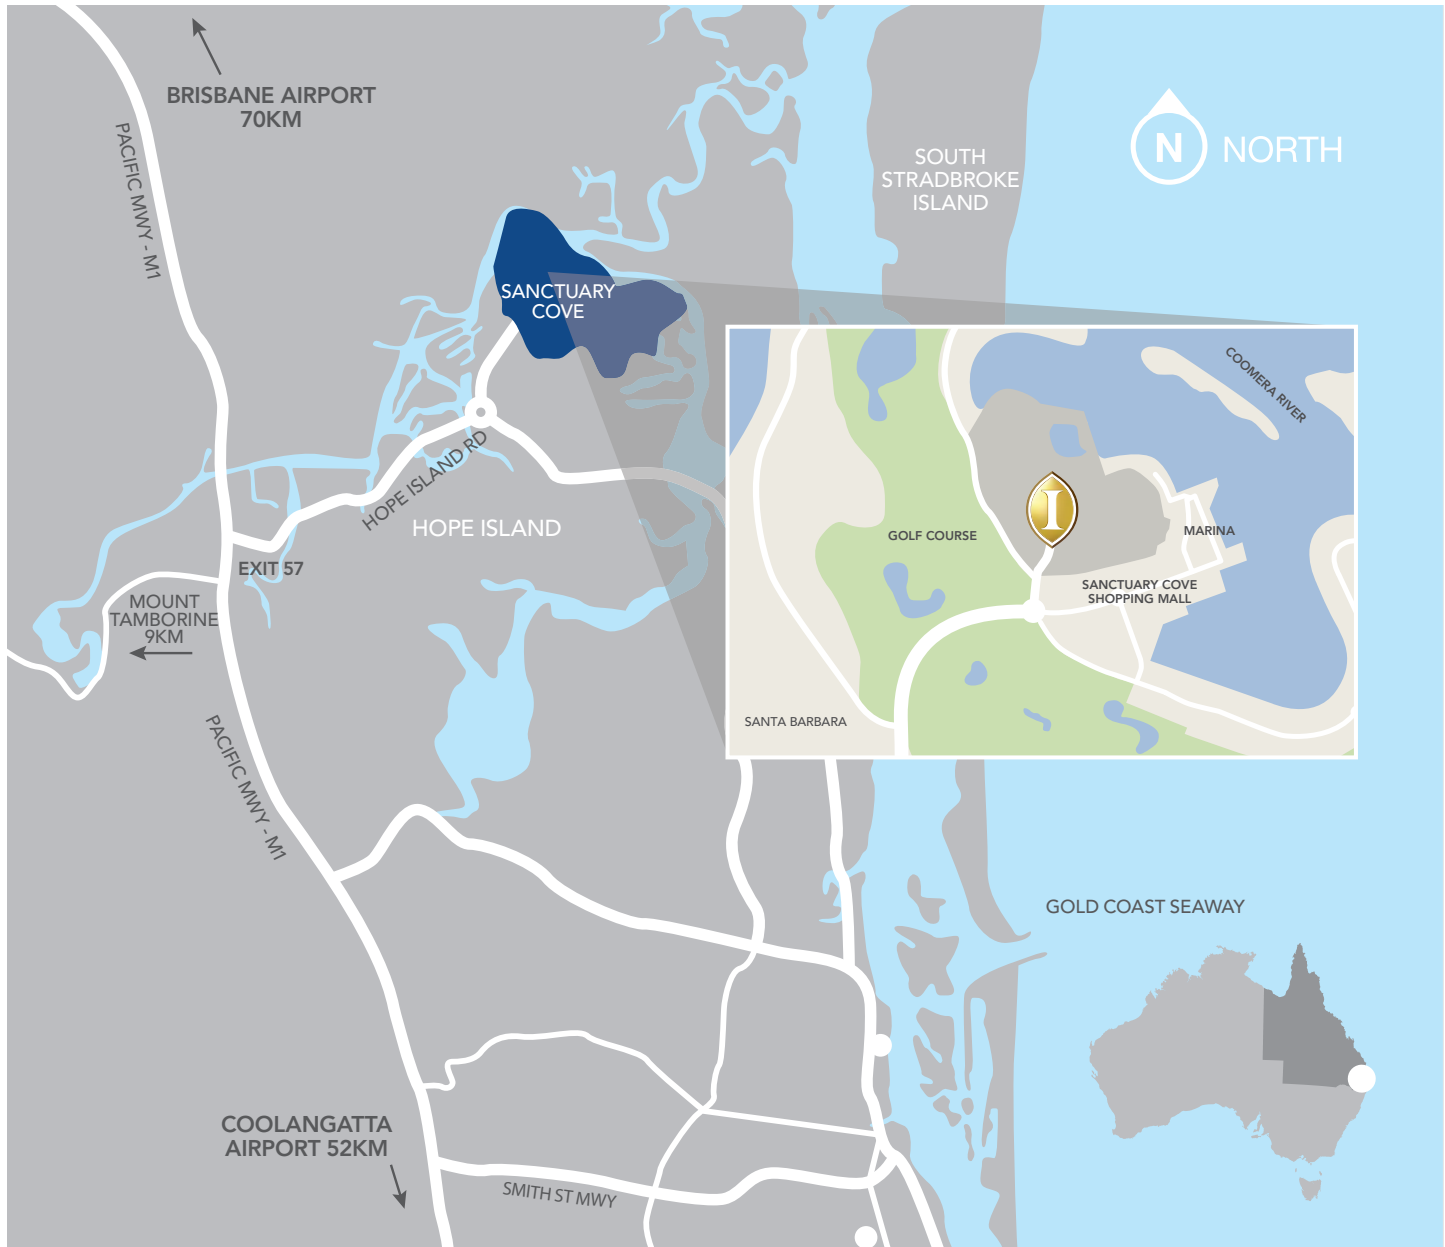 BRISBANE AIRPORT
70KM
PACIFIC MWY - M1
SOUTH
STRADBROKE
ISLAND
N NORTH
SANCTUARY
COVE
COOMERA RIVER
HOPE ISLAND RD
HOPE ISLAND
I
GOLF COURSE
MARINA
SANCTUARY COVE
SHOPPING MALL
EXIT 57
MOUNT
TAMBORINE
9KM
SANTA BARBARA
PACIFIC MWY - M1
GOLD COAST SEAWAY
COOLANGATTA
AIRPORT 52KM
SMITH ST MWY